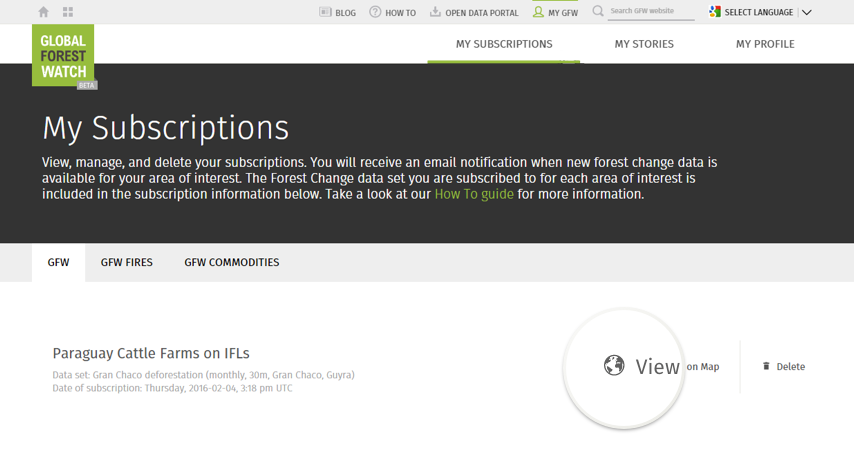 BLOG HOW TO OPEN DATA PORTAL MY GFW Search GFW website SELECT LANGUAGE
GLOBAL
FOREST
WATCH
BETA
MY SUBSCRIPTIONS MY STORIES MY PROFILE
My Subscriptions
View, manage, and delete your subscriptions. You will receive an email notification when new forest change data is
available for your area of interest. The Forest Change data set you are subscribed to for each area of interest is
included in the subscription information below. Take a look at our How To guide for more information.
GFW GFW FIRES GFW COMMODITIES
Paraguay Cattle Farms on IFLs
Data set: Gran Chaco deforestation (monthly, 30m, Gran Chaco, Guyra)
Date of subscription: Thursday, 2016-02-04, 3:18 pm UTC
View on Map Delete